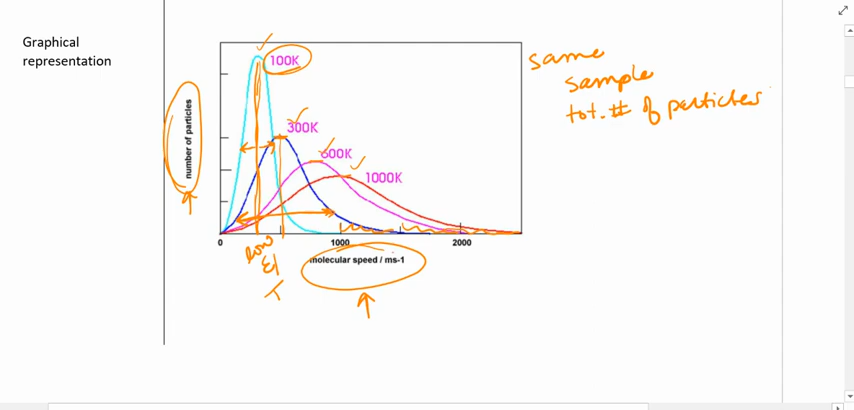 Graphical
representation
number of particles
100K
300K
600K
1000K
0
1000
2000
molecular speed / ms-1
low
E/
T
same
sample
tot. # of particles